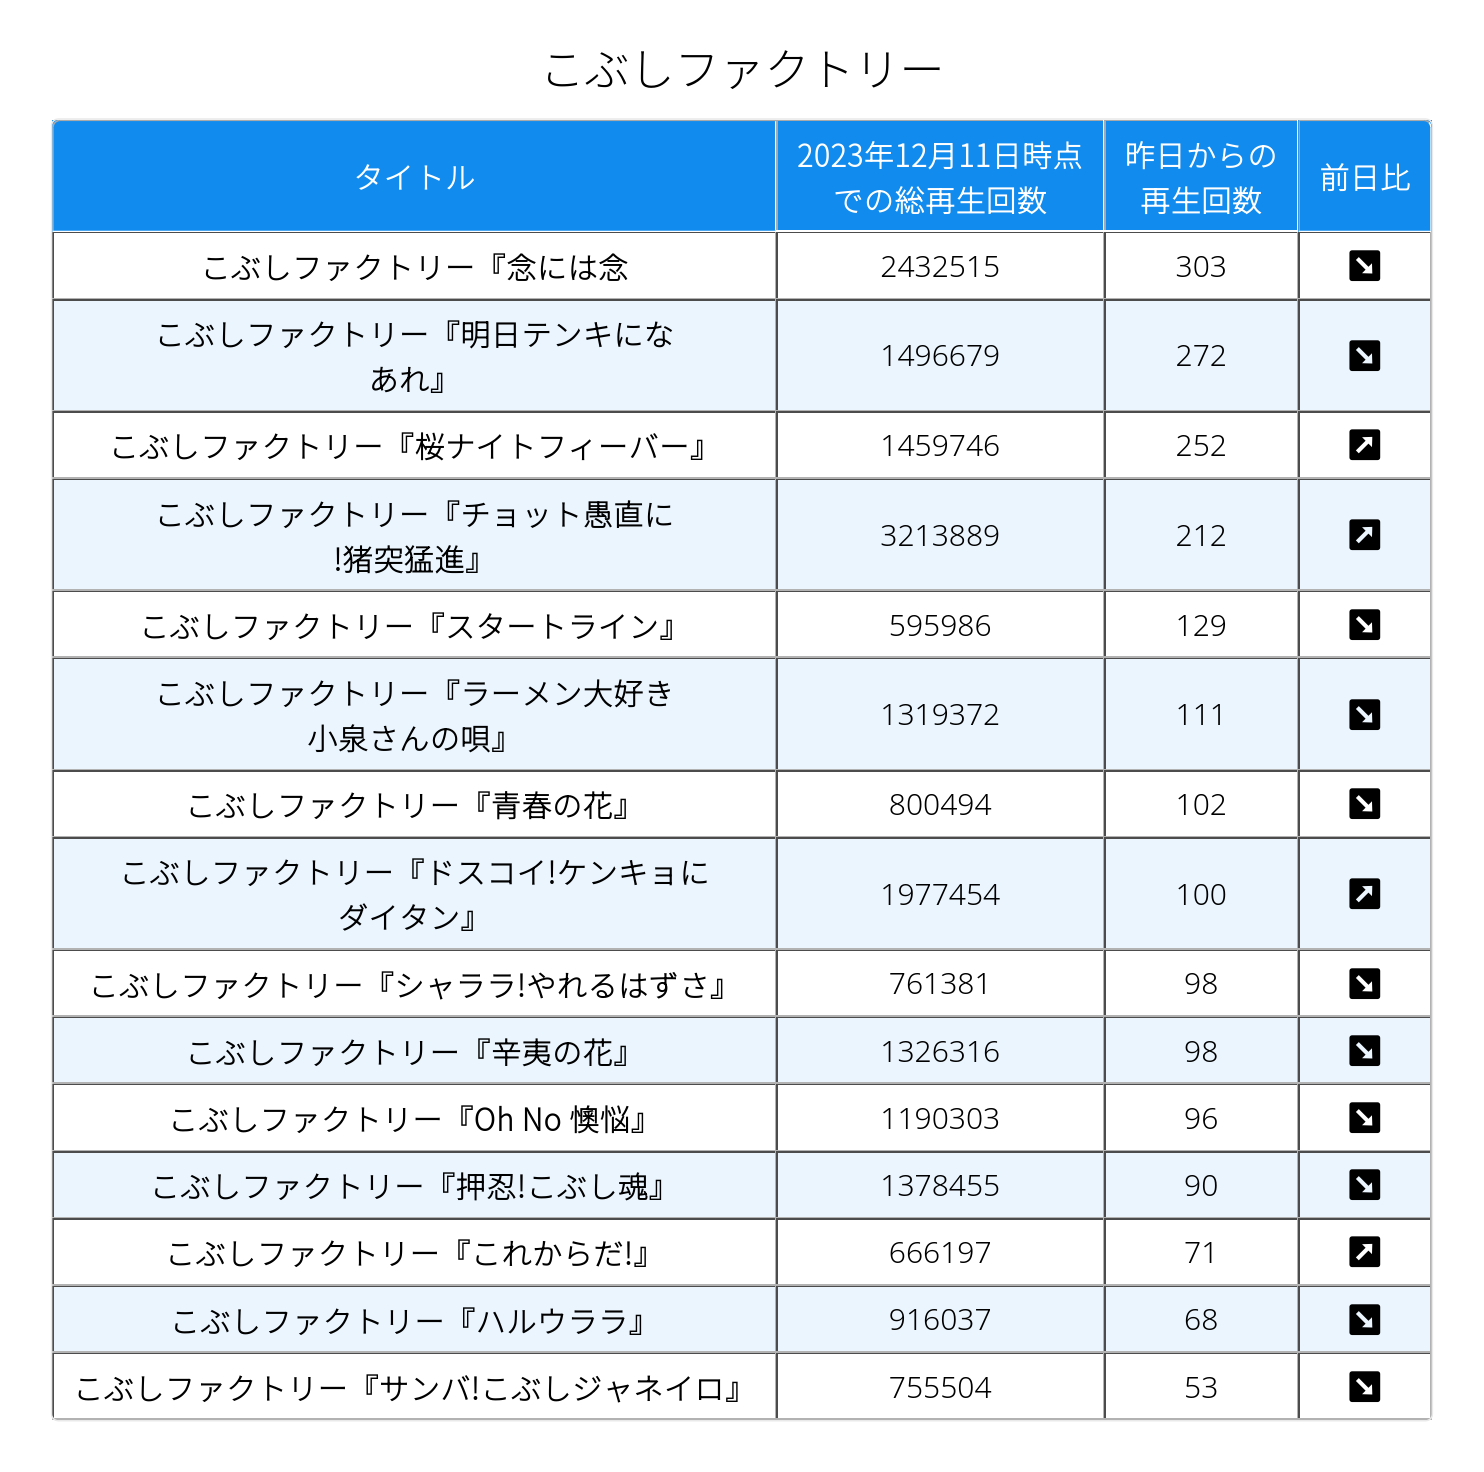 こぶしファクトリー
タイトル
2023年12月11日時点
での総再生回数
昨日からの
再生回数
前日比
こぶしファクトリー『念には念
2432515
303
↘
こぶしファクトリー『明日テンキにな
あれ』
1496679
272
↘
こぶしファクトリー『桜ナイトフィーバー』
1459746
252
↗
こぶしファクトリー『チョット愚直に
!猪突猛進』
3213889
212
↗
こぶしファクトリー『スタートライン』
595986
129
↘
こぶしファクトリー『ラーメン大好き
小泉さんの唄』
1319372
111
↘
こぶしファクトリー『青春の花』
800494
102
↘
こぶしファクトリー『ドスコイ!ケンキョに
ダイタン』
1977454
100
↗
こぶしファクトリー『シャララ!やれるはずさ』
761381
98
↘
こぶしファクトリー『辛夷の花』
1326316
98
↘
こぶしファクトリー『Oh No 懊悩』
1190303
96
↘
こぶしファクトリー『押忍!こぶし魂』
1378455
90
↘
こぶしファクトリー『これからだ!』
666197
71
↗
こぶしファクトリー『ハルウララ』
916037
68
↘
こぶしファクトリー『サンバ!こぶしジャネイロ』
755504
53
↘